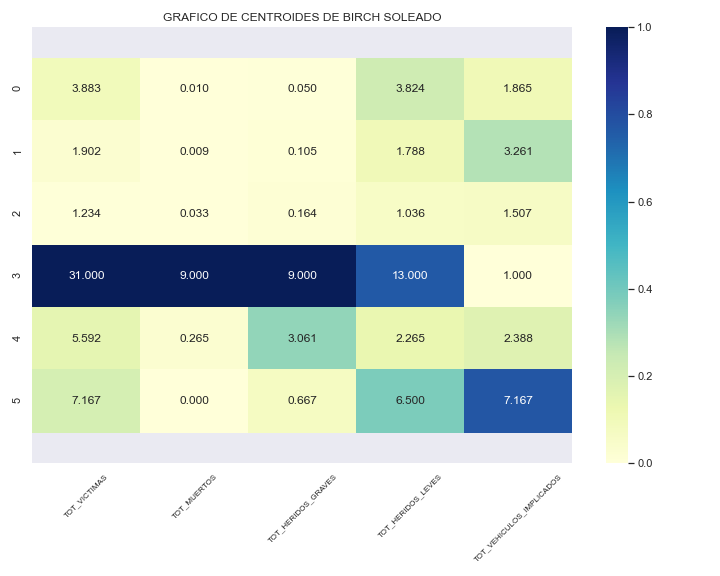 GRAFICO DE CENTROIDES DE BIRCH SOLEADO
0 3.883 0.010 0.050 3.824 1.865
1 1.902 0.009 0.105 1.788 3.261
2 1.234 0.033 0.164 1.036 1.507
3 31.000 9.000 9.000 13.000 1.000
4 5.592 0.265 3.061 2.265 2.388
5 7.167 0.000 0.667 6.500 7.167
TOT_VICTIMAS
TOT_MUERTOS
TOT_HERIDOS_GRAVES
TOT_HERIDOS_LEVES
TOT_VEHICULOS_IMPLICADOS
1.0
0.8
0.6
0.4
0.2
0.0